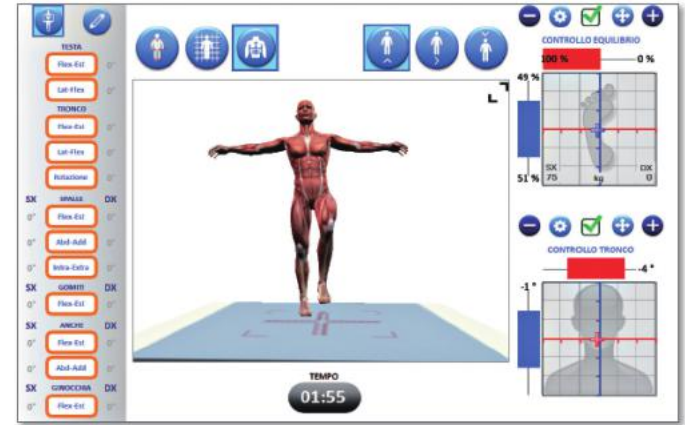 TESTA
Flex-Est 0°
Lat-Flex 0°
TRONCO
Flex-Est 0°
Lat-Flex 0°
Rotazione 0°
SX SPALLE DX
0° Flex-Est 0°
0° Abd-Add 0°
0° Intra-Extra 0°
SX GOMITI DX
0° Flex-Est 0°
SX ANCHE DX
0° Flex-Est 0°
0° Abd-Add 0°
SX GINOCCHIA DX
0° Flex-Est 0°
TEMPO
01:55
CONTROLLO EQUILIBRIO
100 % 0 %
49 %
51 %
SX DX
75 kg 0
CONTROLLO TRONCO
-4 °
-1 °